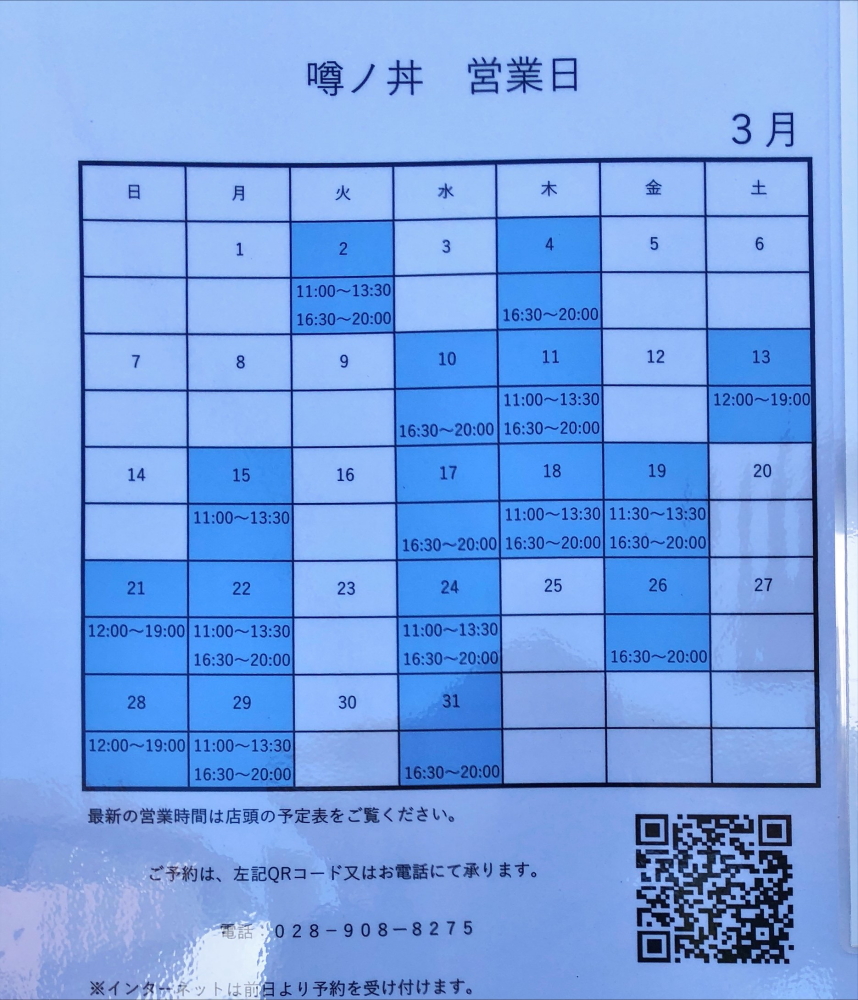 噂ノ丼　営業日
3月
日 月 火 水 木 金 土
1 2 3 4 5 6
11:00～13:30
16:30～20:00 16:30～20:00
7 8 9 10 11 12 13
11:00～13:30 12:00～19:00
16:30～20:00 16:30～20:00
14 15 16 17 18 19 20
11:00～13:30 11:00～13:30 11:30～13:30
16:30～20:00 16:30～20:00 16:30～20:00
21 22 23 24 25 26 27
12:00～19:00 11:00～13:30 11:00～13:30
16:30～20:00 16:30～20:00 16:30～20:00
28 29 30 31
12:00～19:00 11:00～13:30
16:30～20:00 16:30～20:00
最新の営業時間は店頭の予定表をご覧ください。
ご予約は、左記QRコード又はお電話にて承ります。
電話 028－908－8275
※インターネットは前日より予約を受け付けます。